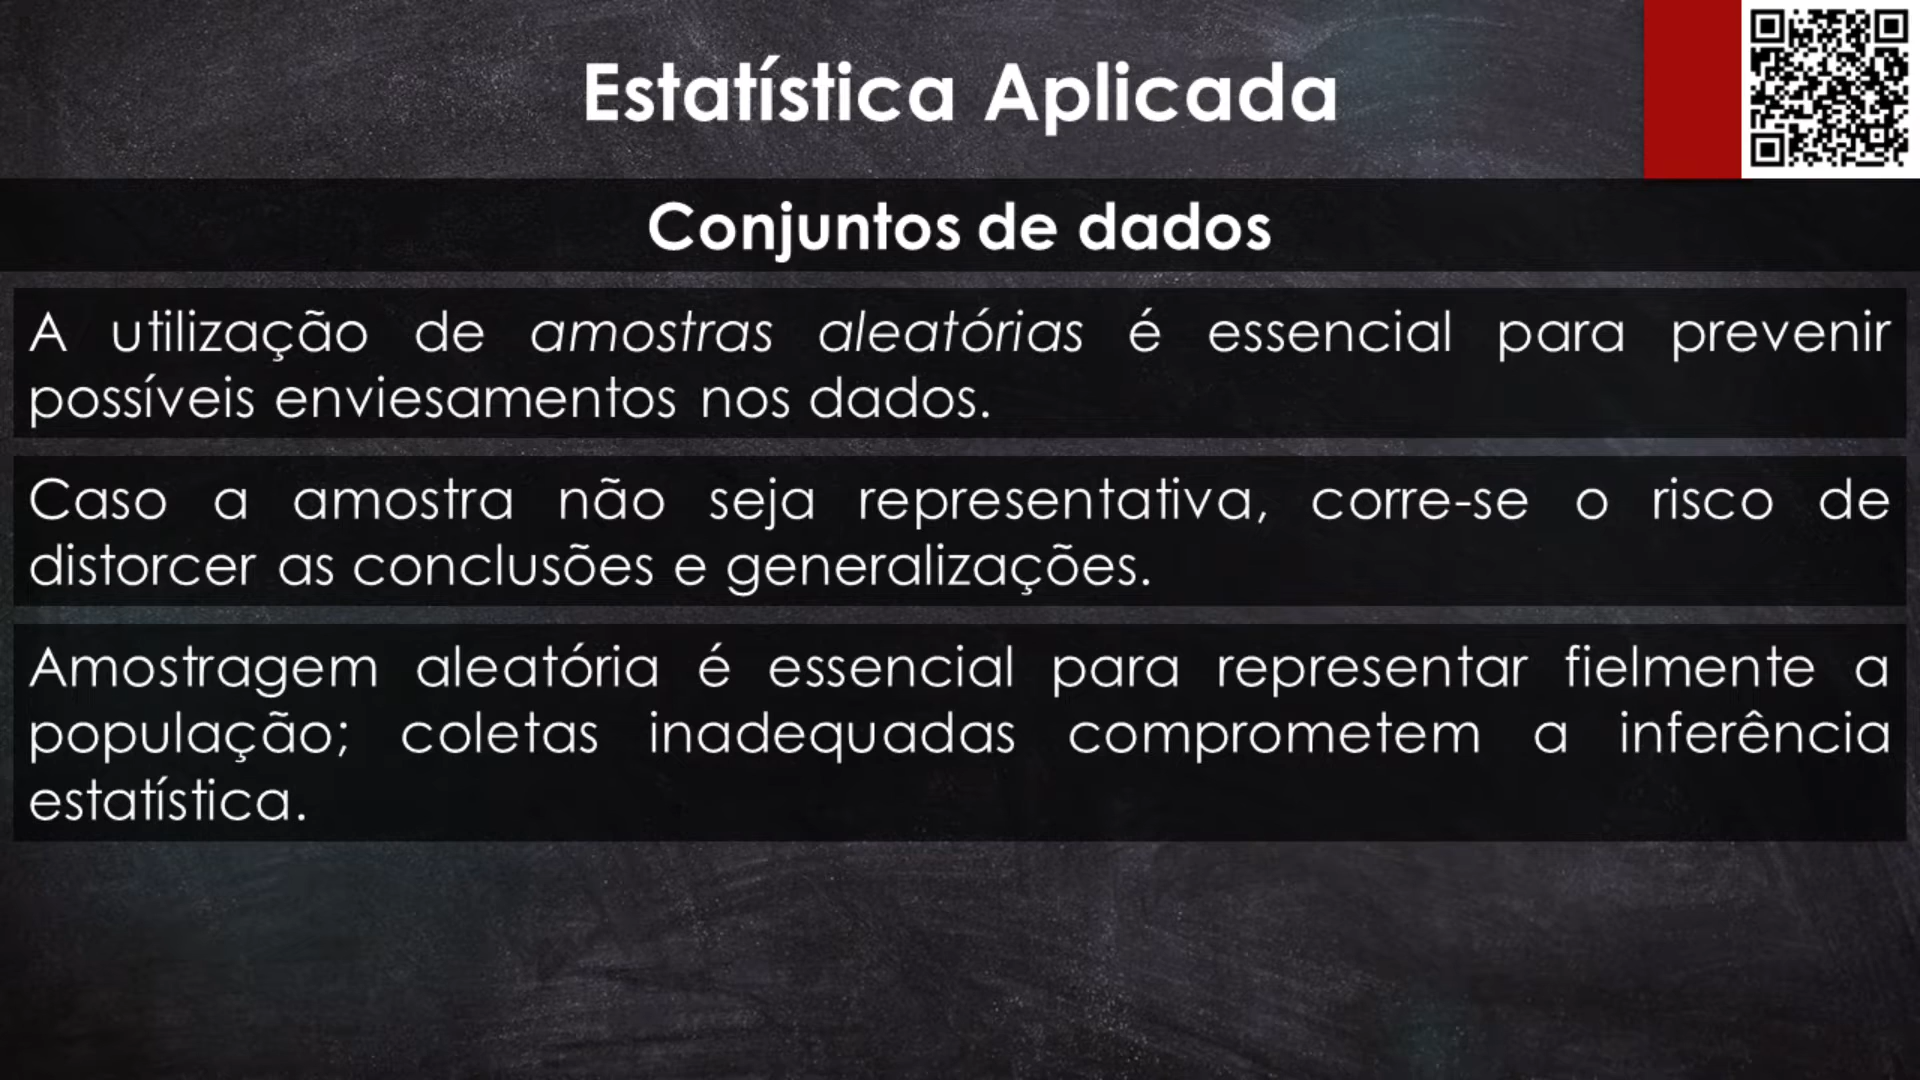 Estatística Aplicada
Conjuntos de dados
A utilização de amostras aleatórias é essencial para prevenir
possíveis enviesamentos nos dados.
Caso a amostra não seja representativa, corre-se o risco de
distorcer as conclusões e generalizações.
Amostragem aleatória é essencial para representar fielmente a
população; coletas inadequadas comprometem a inferência
estatística.